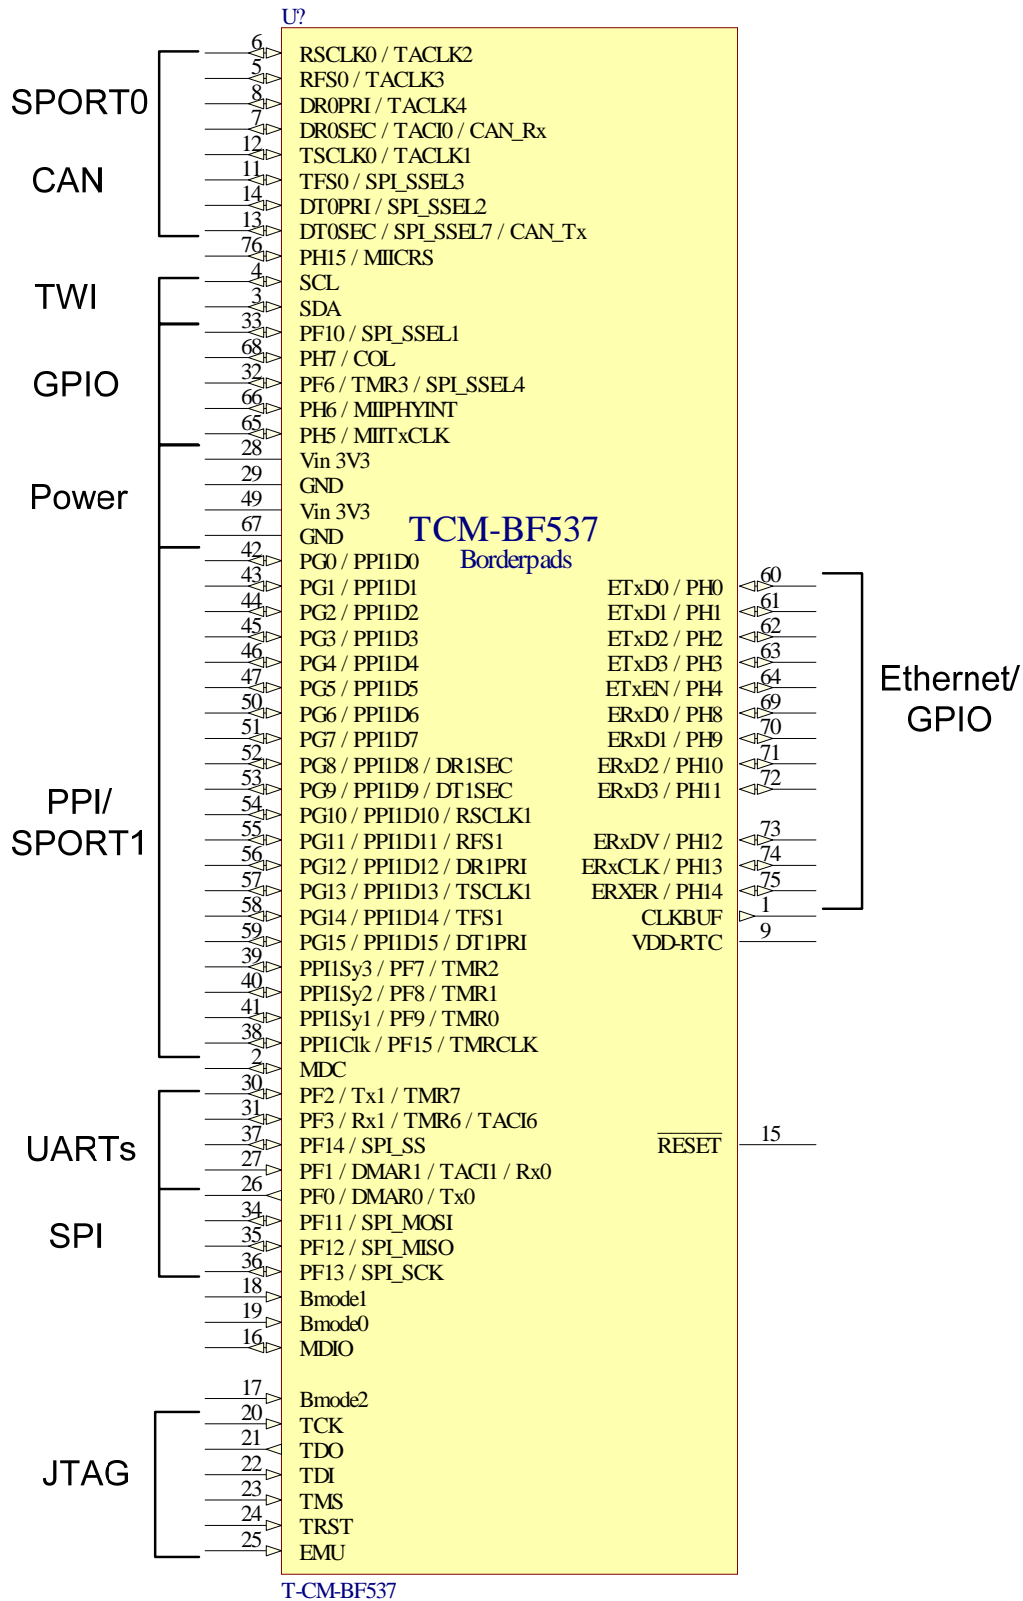 U?
6 RSCLK0 / TACLK2
5 RFS0 / TACLK3
SPORT0
8 DR0PRI / TACLK4
7 DR0SEC / TACI0 / CAN_Rx
12 TSCLK0 / TACLK1
CAN
11 TFS0 / SPI_SSEL3
14 DT0PRI / SPI_SSEL2
13 DT0SEC / SPI_SSEL7 / CAN_Tx
76 PH15 / MIICRS
TWI
4 SCL
3 SDA
33 PF10 / SPI_SSEL1
68 PH7 / COL
GPIO
32 PF6 / TMR3 / SPI_SSEL4
66 PH6 / MIIPHYINT
65 PH5 / MIITxCLK
28 Vin 3V3
Power
29 GND
49 Vin 3V3
67 GND
TCM-BF537
Borderpads
42 PG0 / PPI1D0
43 PG1 / PPI1D1 ETxD0 / PH0 60
44 PG2 / PPI1D2 ETxD1 / PH1 61
45 PG3 / PPI1D3 ETxD2 / PH2 62
46 PG4 / PPI1D4 ETxD3 / PH3 63
47 PG5 / PPI1D5 ETxEN / PH4 64
Ethernet/
GPIO
50 PG6 / PPI1D6 ERxD0 / PH8 69
51 PG7 / PPI1D7 ERxD1 / PH9 70
52 PG8 / PPI1D8 / DR1SEC ERxD2 / PH10 71
53 PG9 / PPI1D9 / DT1SEC ERxD3 / PH11 72
PPI/
SPORT1
54 PG10 / PPI1D10 / RSCLK1
55 PG11 / PPI1D11 / RFS1 ERxDV / PH12 73
56 PG12 / PPI1D12 / DR1PRI ERxCLK / PH13 74
57 PG13 / PPI1D13 / TSCLK1 ERXER / PH14 75
58 PG14 / PPI1D14 / TFS1 CLKBUF 1
59 PG15 / PPI1D15 / DT1PRI VDD-RTC 9
39 PPI1Sy3 / PF7 / TMR2
40 PPI1Sy2 / PF8 / TMR1
41 PPI1Sy1 / PF9 / TMR0
38 PPI1Clk / PF15 / TMRCLK
2 MDC
30 PF2 / Tx1 / TMR7
31 PF3 / Rx1 / TMR6 / TACI6
UARTs
37 PF14 / SPI_SS RESET 15
27 PF1 / DMAR1 / TACI1 / Rx0
26 PF0 / DMAR0 / Tx0
SPI
34 PF11 / SPI_MOSI
35 PF12 / SPI_MISO
36 PF13 / SPI_SCK
18 Bmode1
19 Bmode0
16 MDIO
17 Bmode2
20 TCK
21 TDO
JTAG
22 TDI
23 TMS
24 TRST
25 EMU
T-CM-BF537